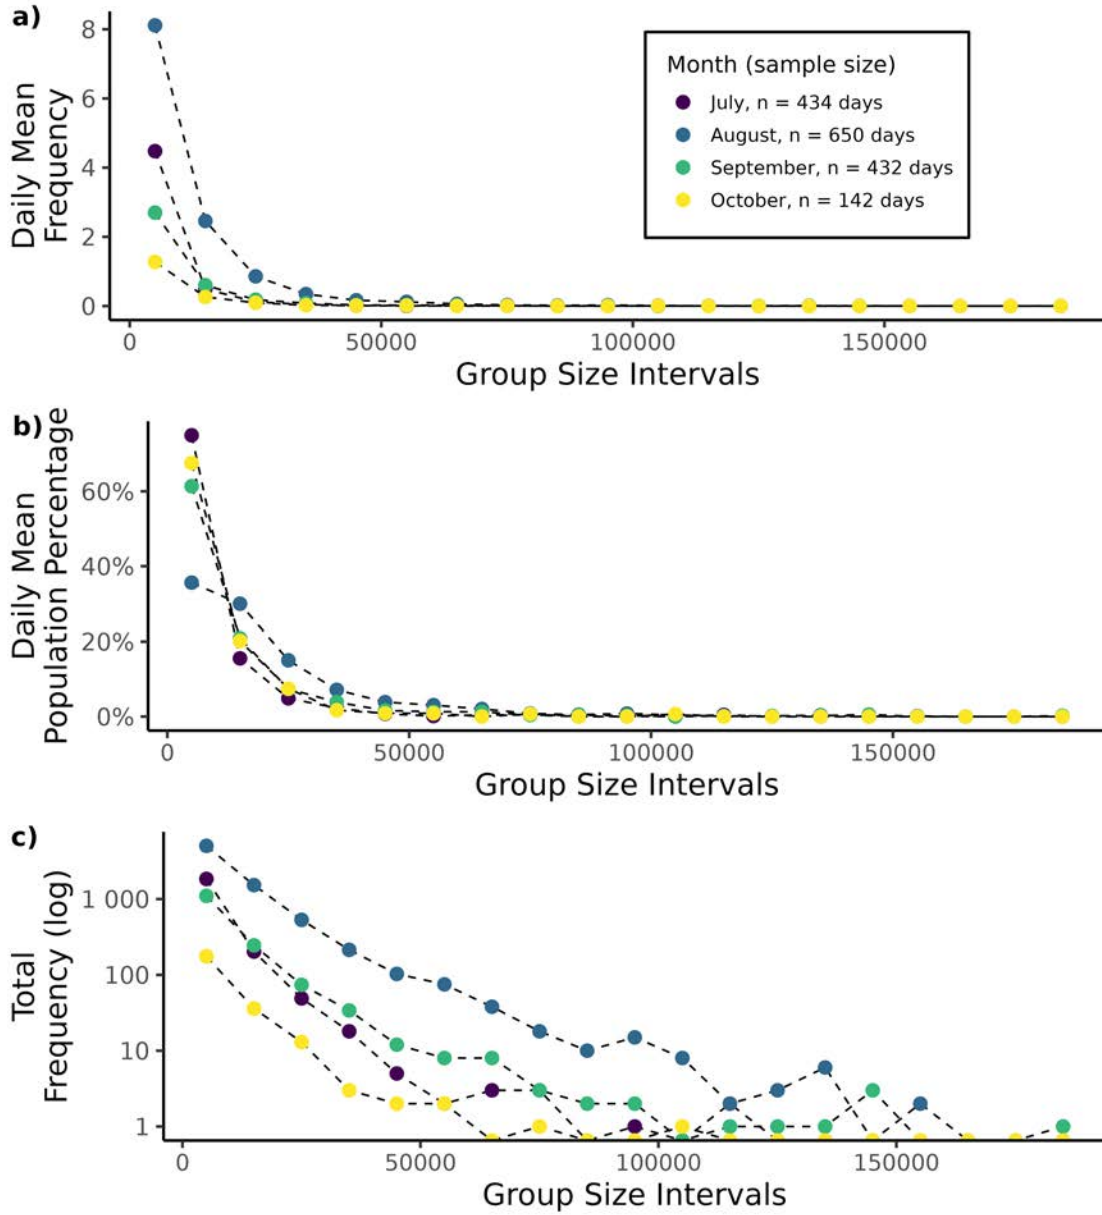 a)
Daily Mean
Frequency
8
6
4
2
0
Month (sample size)
July, n = 434 days
August, n = 650 days
September, n = 432 days
October, n = 142 days
0 50000 100000 150000
Group Size Intervals
b)
Daily Mean
Population Percentage
60%
40%
20%
0%
0 50000 100000 150000
Group Size Intervals
c)
Total
Frequency (log)
1 000
100
10
1
0 50000 100000 150000
Group Size Intervals